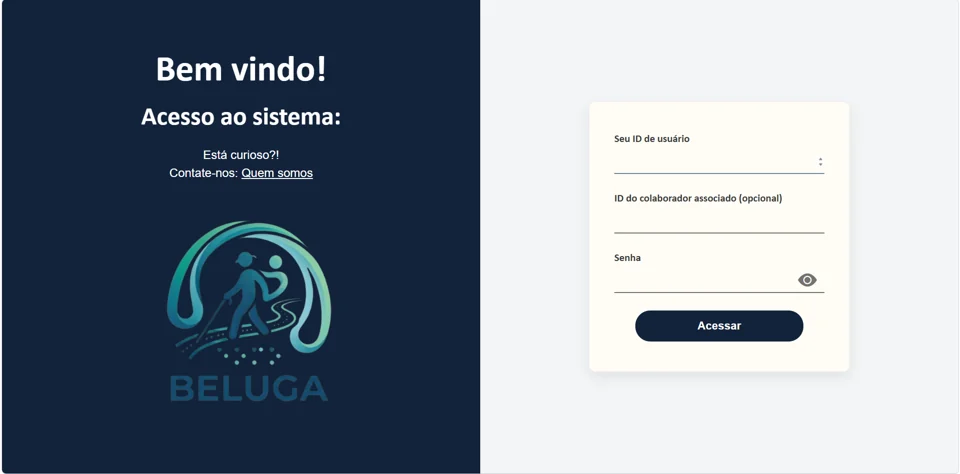 Bem vindo!
Acesso ao sistema:
Está curioso?!
Contate-nos: Quem somos
BELUGA
Seu ID de usuário
ID do colaborador associado (opcional)
Senha
Acessar